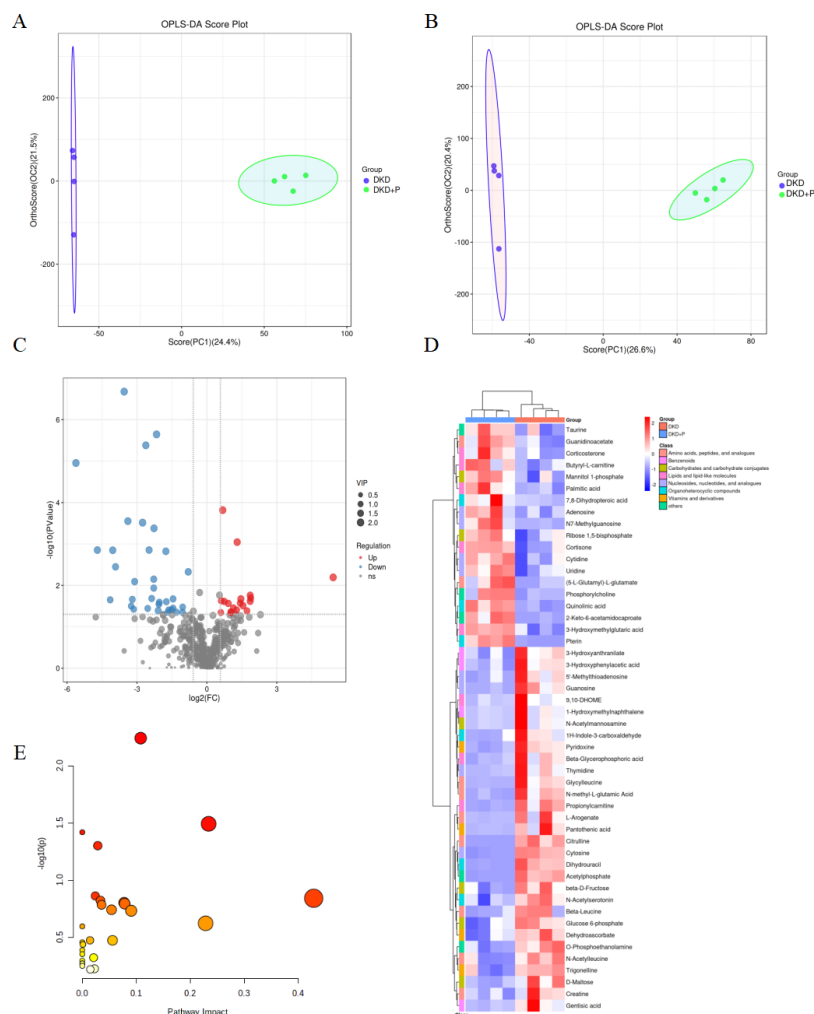 A
OPLS-DA Score Plot
OrthoScore(OC2)(21.5%)
200
0
-200
-50
0
50
100
Score(PC1)(24.4%)
Group
DKD
DKD+P
B
OPLS-DA Score Plot
OrthoScore(OC2)(20.4%)
200
100
0
-100
-200
-40
0
40
80
Score(PC1)(26.6%)
Group
DKD
DKD+P
C
-log10(PValue)
6
4
2
0
-6
-3
0
3
6
log2(FC)
VIP
0.5
1.0
1.5
2.0
Regulation
Up
Down
ns
D
Group
Taurine
Guanidinoacetate
Corticosterone
Butyryl-L-carnitine
Mannitol 1-phosphate
Palmitic acid
7,8-Dihydropteroic acid
Adenosine
N7-Methylguanosine
Ribose 1,5-bisphosphate
Cortisone
Cytidine
Uridine
(5-L-Glutamyl)-L-glutamate
Phosphorylcholine
Quinolinic acid
2-Keto-6-acetamidocaproate
3-Hydroxymethylglutaric acid
Pterin
3-Hydroxyanthranilate
3-Hydroxyphenylacetic acid
5'-Methylthioadenosine
Guanosine
9,10-DHOME
1-Hydroxymethylnaphthalene
N-Acetylmannosamine
1H-Indole-3-carboxaldehyde
Pyridoxine
Beta-Glycerophosphoric acid
Thymidine
Glycylleucine
N-methyl-L-glutamic Acid
Propionylcarnitine
L-Arogenate
Pantothenic acid
Citrulline
Cytosine
Dihydrouracil
Acetylphosphate
beta-D-Fructose
N-Acetylserotonin
Beta-Leucine
Glucose 6-phosphate
Dehydroascorbate
O-Phosphoethanolamine
N-Acetylleucine
Trigonelline
D-Maltose
Creatine
Gentisic acid
2
1
0
-1
-2
Group
DKD
DKD+P
Class
Amino acids, peptides, and analogues
Benzenoids
Carbohydrates and carbohydrate conjugates
Lipids and lipid-like molecules
Nucleosides, nucleotides, and analogues
Organoheterocyclic compounds
Vitamins and derivatives
others
E
-log10(p)
2.0
1.5
1.0
0.5
0.0
0.1
0.2
0.3
0.4
Pathway Impact